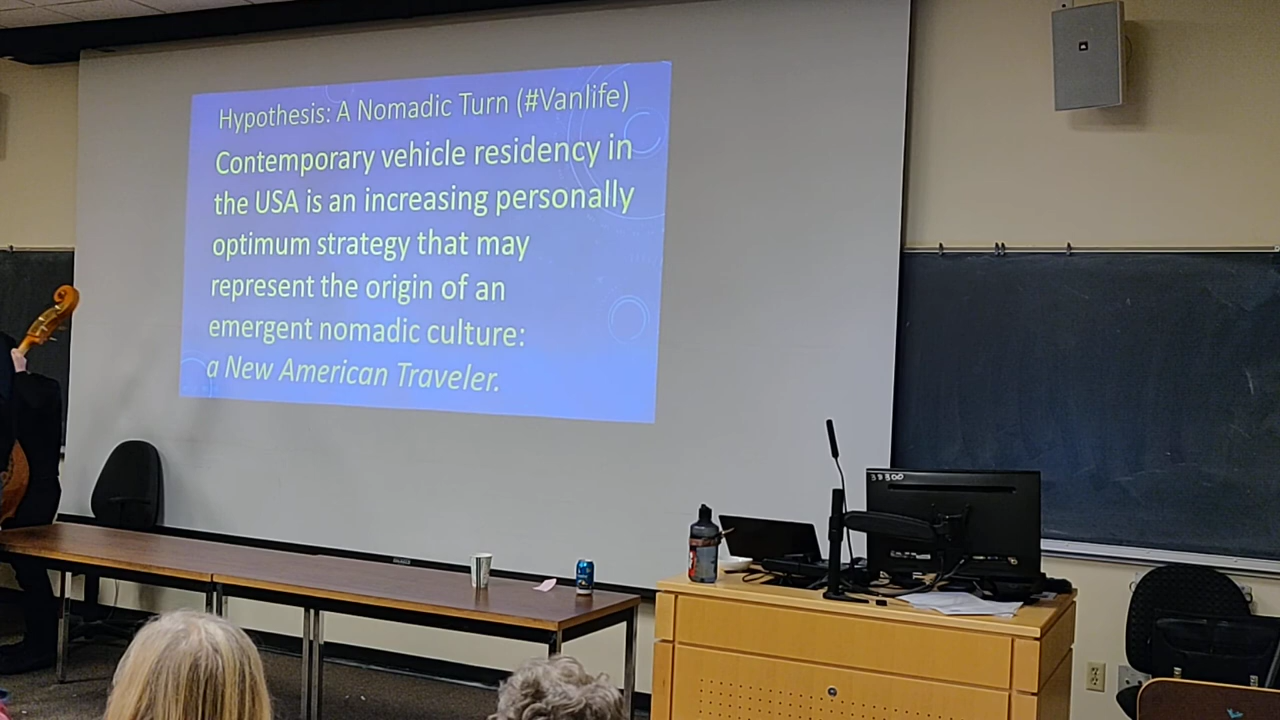 Hypothesis: A Nomadic Turn (#Vanlife)
Contemporary vehicle residency in
the USA is an increasing personally
optimum strategy that may
represent the origin of an
emergent nomadic culture:
a New American Traveler.